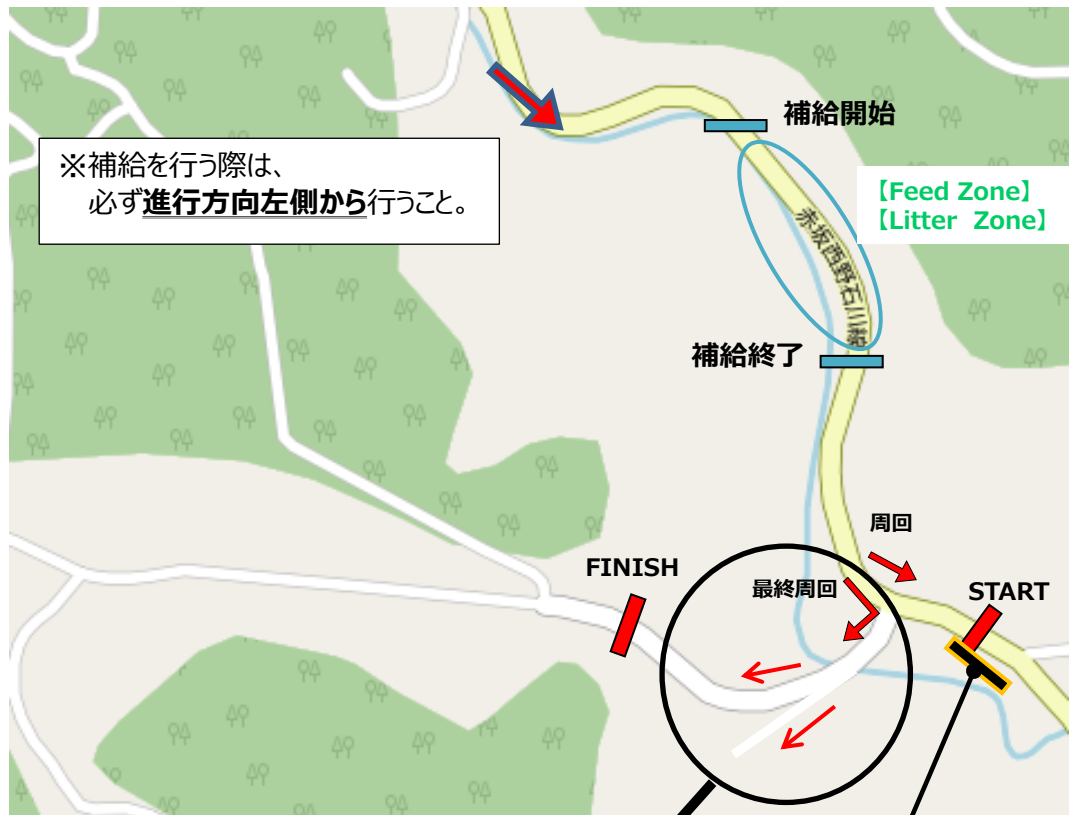 補給開始
※補給を行う際は、
必ず進行方向左側から行うこと。
【Feed Zone】
【Litter Zone】
赤坂西野石川線
補給終了
周回
FINISH
最終周回
START